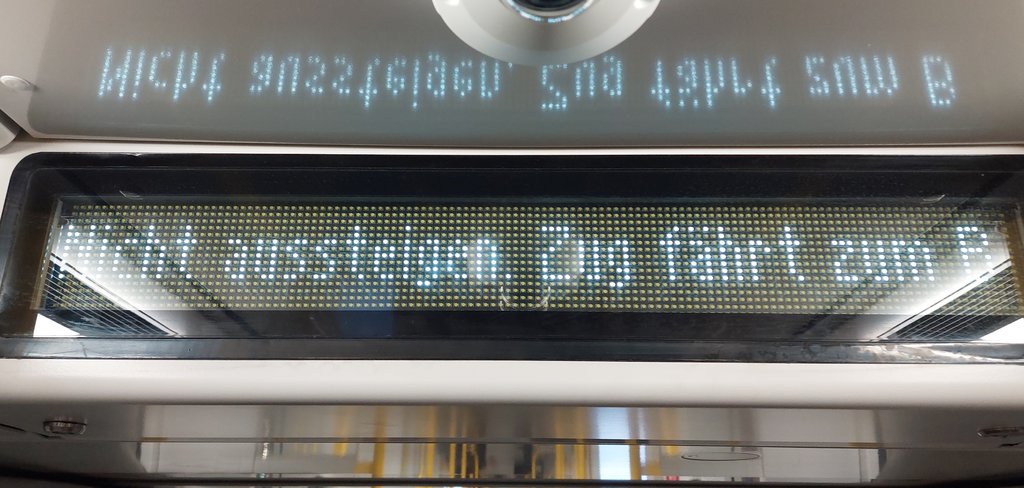 Nicht aussteigen. Zug fährt zum B